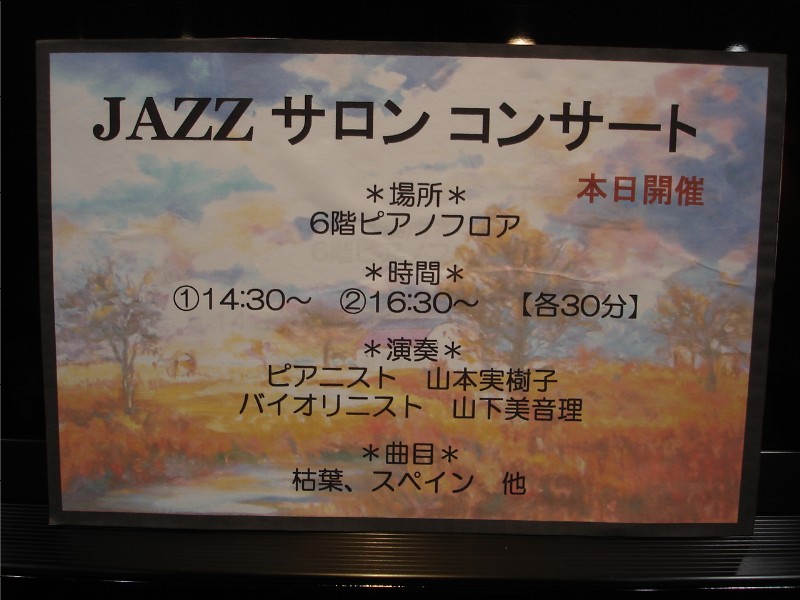 JAZZ サロン コンサート
本日開催
＊場所＊
6階ピアノフロア
＊時間＊
①14:30～　②16:30～　【各30分】
＊演奏＊
ピアニスト　山本実樹子
バイオリニスト　山下美音理
＊曲目＊
枯葉、スペイン　他